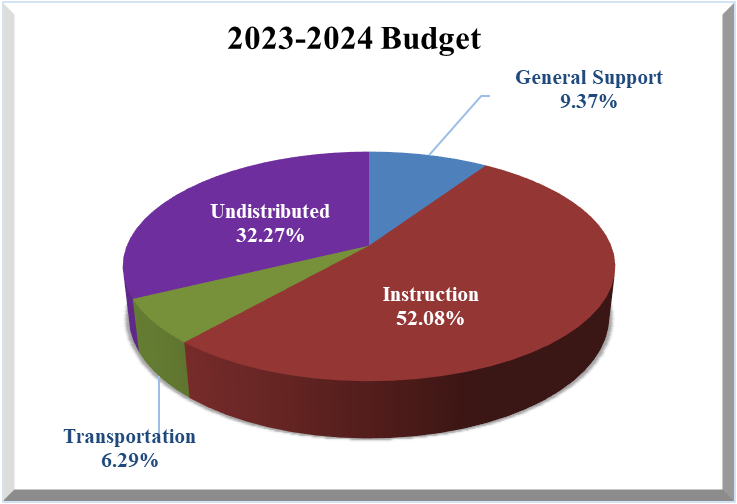 2023-2024 Budget
General Support
9.37%
Undistributed
32.27%
Instruction
52.08%
Transportation
6.29%